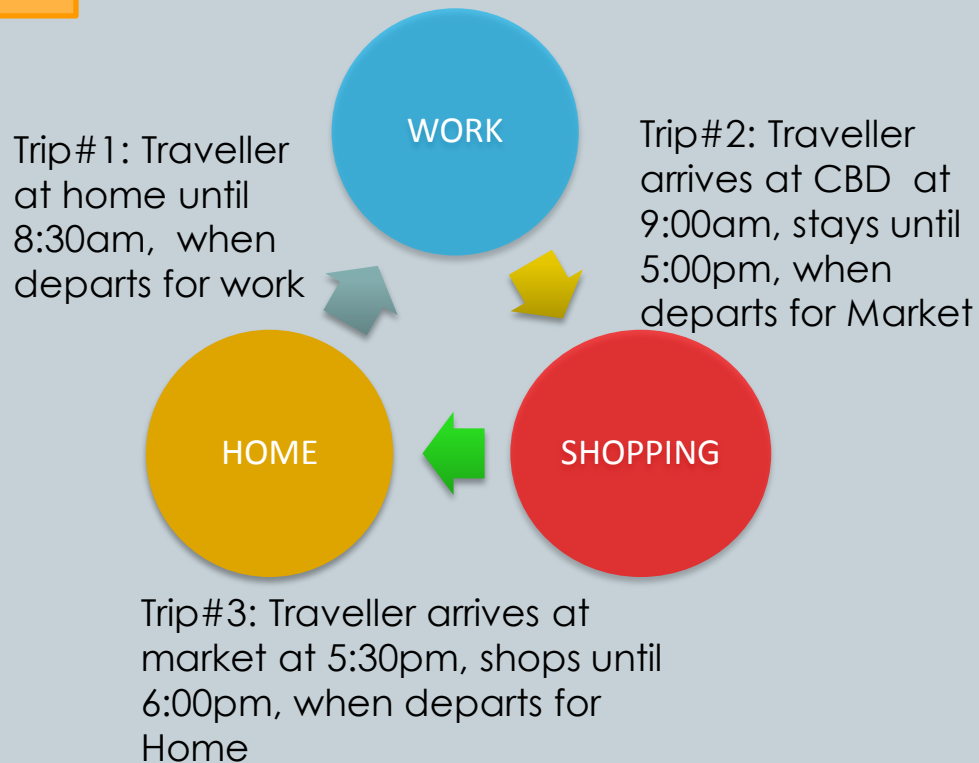 WORK
Trip#1: Traveller
at home until
8:30am, when
departs for work
Trip#2: Traveller
arrives at CBD at
9:00am, stays until
5:00pm, when
departs for Market
HOME
SHOPPING
Trip#3: Traveller arrives at
market at 5:30pm, shops until
6:00pm, when departs for
Home